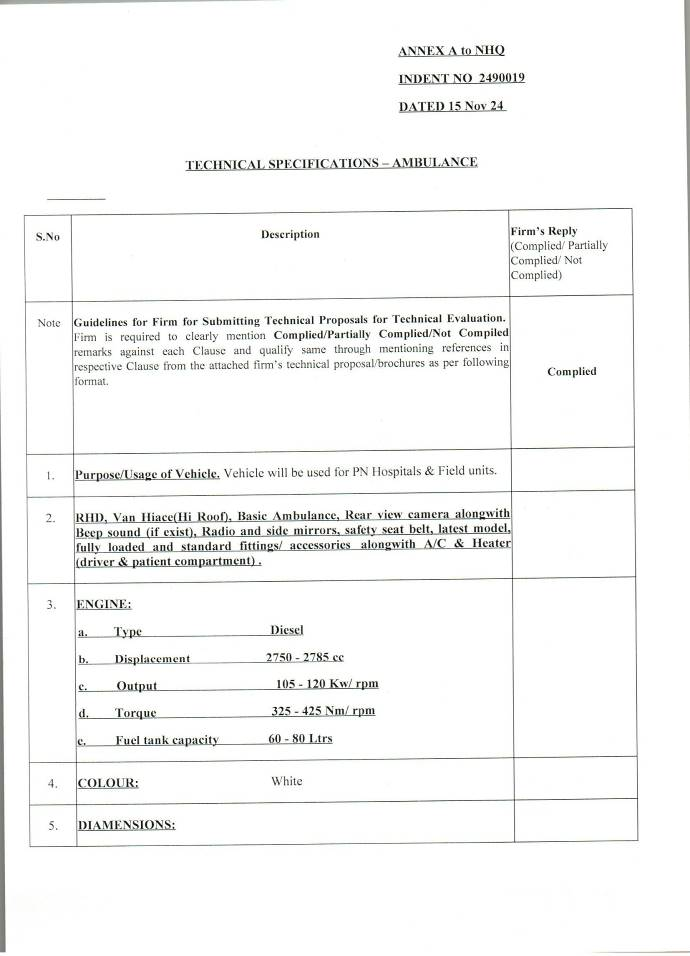 ANNEX A to NHQ
INDENT NO 2490019
DATED 15 Nov 24
TECHNICAL SPECIFICATIONS – AMBULANCE
S.No
Description
Firm's Reply
(Complied/ Partially
Complied/ Not
Complied)
Note
Guidelines for Firm for Submitting Technical Proposals for Technical Evaluation.
Firm is required to clearly mention Complied/Partially Complied/Not Compiled
remarks against each Clause and qualify same through mentioning references in
respective Clause from the attached firm's technical proposal/brochures as per following
format.
Complied
1. Purpose/Usage of Vehicle. Vehicle will be used for PN Hospitals & Field units.
2. RHD, Van Hiace(Hi Roof), Basic Ambulance, Rear view camera alongwith
Beep sound (if exist), Radio and side mirrors, safety seat belt, latest model,
fully loaded and standard fittings/ accessories alongwith A/C & Heater
(driver & patient compartment) .
3. ENGINE:
a. Type Diesel
b. Displacement 2750 - 2785 cc
c. Output 105 - 120 Kw/ rpm
d. Torque 325 - 425 Nm/ rpm
e. Fuel tank capacity 60 - 80 Ltrs
4. COLOUR: White
5. DIAMENSIONS: